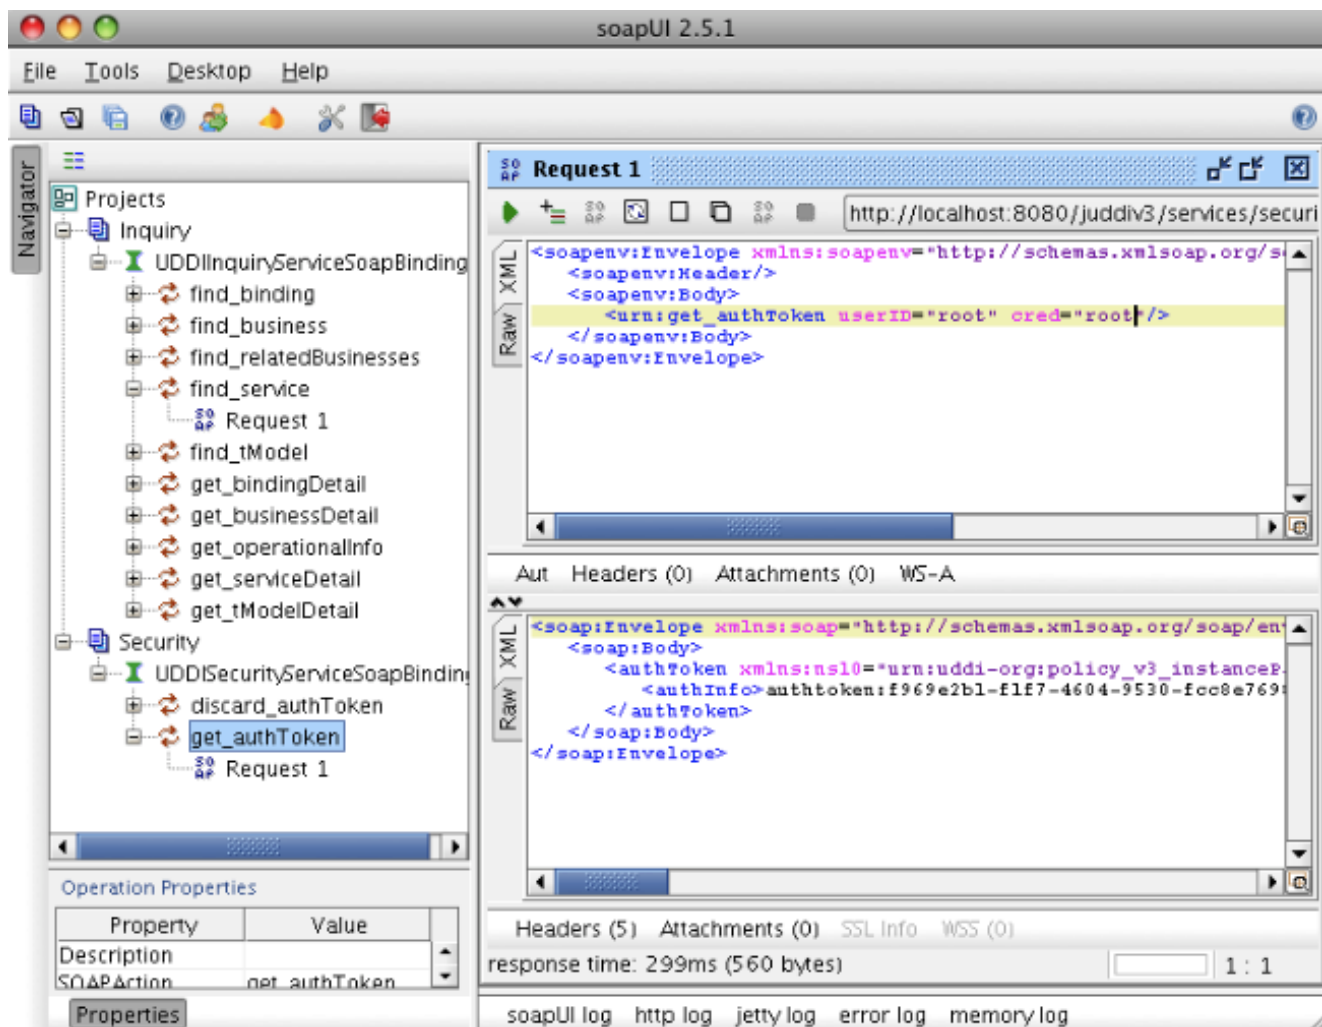 soapUI 2.5.1
File Tools Desktop Help
Navigator
Projects
Inquiry
UDDIInquiryServiceSoapBinding
find_binding
find_business
find_relatedBusinesses
find_service
Request 1
find_tModel
get_bindingDetail
get_businessDetail
get_operationalInfo
get_serviceDetail
get_tModelDetail
Security
UDDISecurityServiceSoapBinding
discard_authToken
get_authToken
Request 1
Operation Properties
Property Value
Description
SOAPAction get_authToken
Properties
Request 1
http://localhost:8080/juddiv3/services/securi
XML
Raw
<soapenv:Envelope xmlns:soapenv="http://schemas.xmlsoap.org/s
<soapenv:Header/>
<soapenv:Body>
<urn:get_authToken userID="root" cred="root"/>
</soapenv:Body>
</soapenv:Envelope>
Aut Headers (0) Attachments (0) WS-A
XML
Raw
<soap:Envelope xmlns:soap="http://schemas.xmlsoap.org/soap/en
<soap:Body>
<authToken xmlns:ns10="urn:uddi-org:policy_v3_instanceP
<authInfo>authtoken:f969e2b1-f1f7-4604-9530-fcc8e769
</authToken>
</soap:Body>
</soap:Envelope>
Headers (5) Attachments (0) SSL Info WSS (0)
response time: 299ms (560 bytes)
1 : 1
soapUI log http log jetty log error log memory log